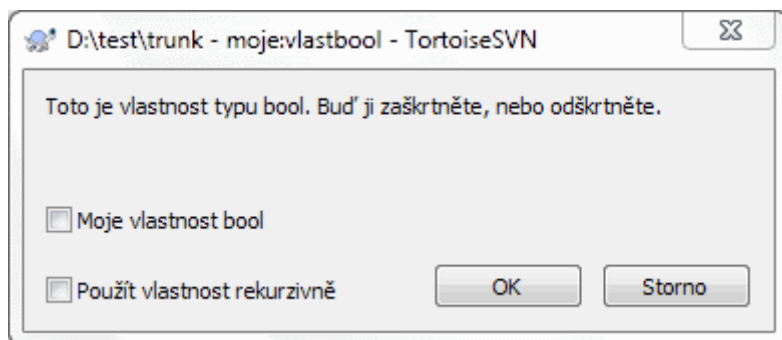 D:\test\trunk - moje:vlastbool - TortoiseSVN
Toto je vlastnost typu bool. Buď ji zaškrtněte, nebo odškrtněte.
Moje vlastnost bool
Použít vlastnost rekurzivně
OK
Storno